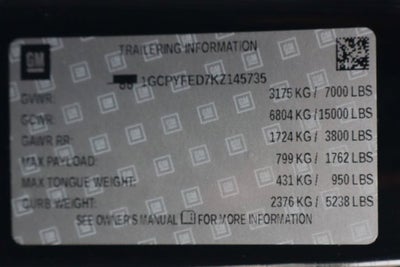 GM
TRAILERING INFORMATION
1GCPYFED7KZ145735
GVWR: 3175 KG / 7000 LBS
GCWR: 6804 KG / 15000 LBS
GAWR RR: 1724 KG / 3800 LBS
MAX PAYLOAD: 799 KG / 1762 LBS
MAX TONGUE WEIGHT: 431 KG / 950 LBS
CURB WEIGHT: 2376 KG / 5238 LBS
SEE OWNER'S MANUAL FOR MORE INFORMATION